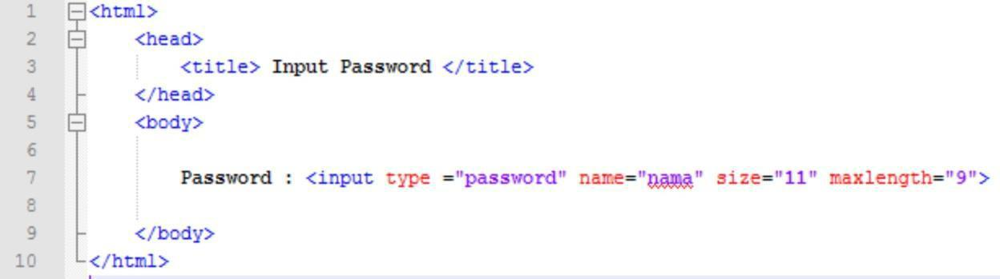 1 <html>
2 <head>
3 <title> Input Password </title>
4 </head>
5 <body>
6
7 Password : <input type ="password" name="nama" size="11" maxlength="9">
8
9 </body>
10 </html>